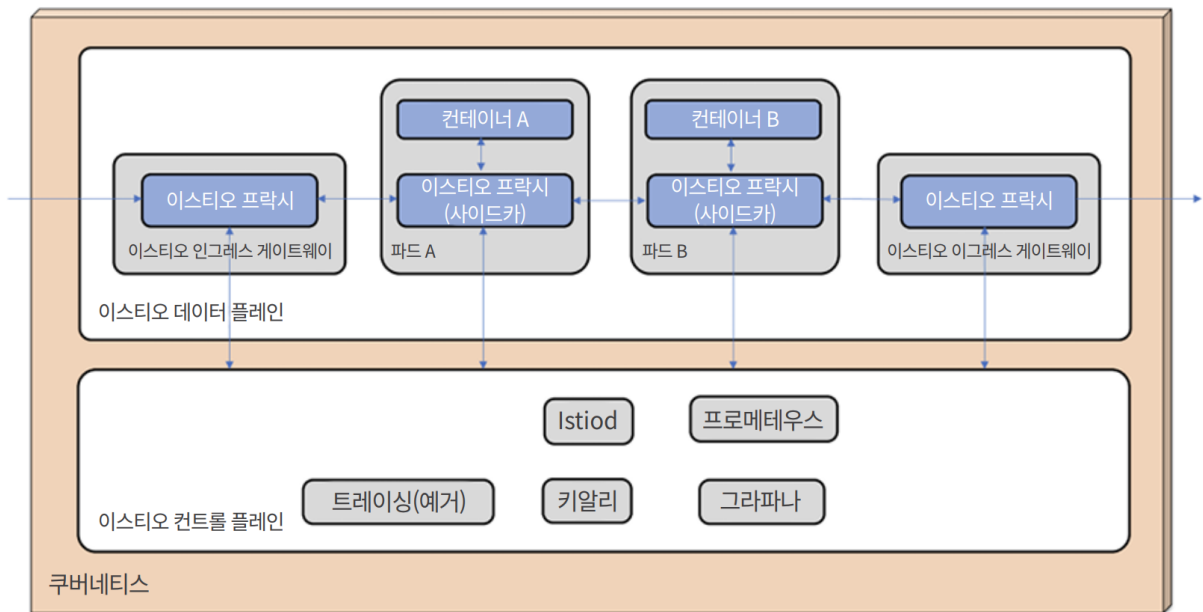 컨테이너 A
컨테이너 B
이스티오 프락시
이스티오 프락시
(사이드카)
이스티오 프락시
(사이드카)
이스티오 프락시
이스티오 인그레스 게이트웨이
파드 A
파드 B
이스티오 이그레스 게이트웨이
이스티오 데이터 플레인
Istiod
프로메테우스
트레이싱(예거)
키알리
그라파나
이스티오 컨트롤 플레인
쿠버네티스